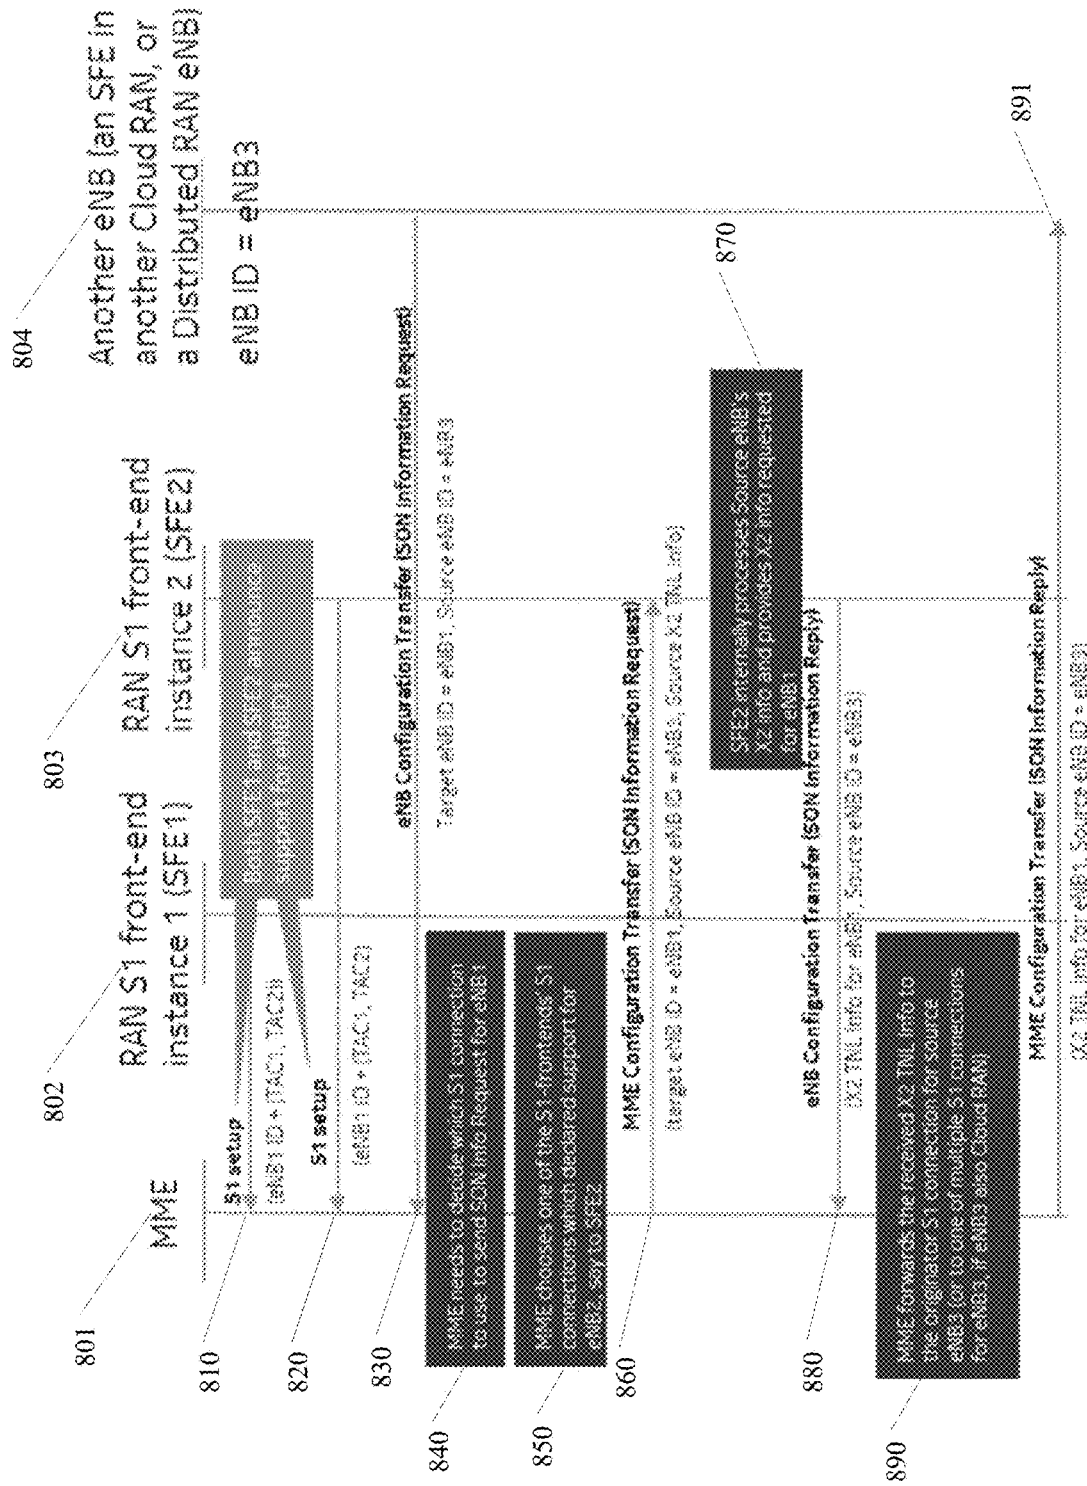 801
MME
802
RAN S1 front-end
instance 1 (SFE1)
803
RAN S1 front-end
instance 2 (SFE2)
804
Another eNB (an SFE in
another Cloud RAN, or
a Distributed RAN eNB)
eNB ID = eNB3
810
S1 setup
(eNB1 ID + (TAC1, TAC2))
820
S1 setup
(eNB1 ID + (TAC1, TAC2)
830
eNB Configuration Transfer (SON Information Request)
Target eNB ID = eNB1, Source eNB ID = eNB3
840
MME needs to decide which S1 connection
to use to send SON Info Request for eNB1
850
MME chooses one of the S1-frontends' S1
connections which declared support for
eNB2, say to SFE2
860
MME Configuration Transfer (SON Information Request)
(target eNB ID = eNB1, Source eNB ID = eNB3, Source X2 TNL info)
870
SFE2 internally processes source eNB's
X2 info and provides X2 info requested
for eNB1
880
eNB Configuration Transfer (SON Information Reply)
(X2 TNL info for eNB1, Source eNB ID = eNB3)
890
MME forwards the received X2 TNL info to
the originator S1 connection for source
eNB3 (or to one of multiple S1 connections
for eNB3, if eNB3 also Cloud RAN)
891
MME Configuration Transfer (SON Information Reply)
(X2 TNL info for eNB1, Source eNB ID = eNB3)